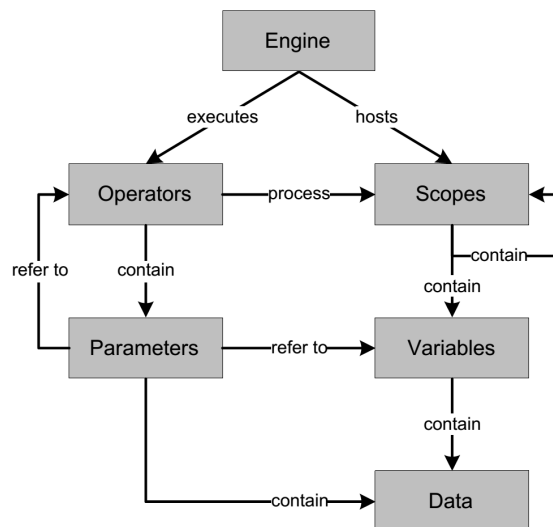 Engine
executes
hosts
Operators
process
Scopes
refer to
contain
contain
contain
Parameters
refer to
Variables
contain
contain
Data